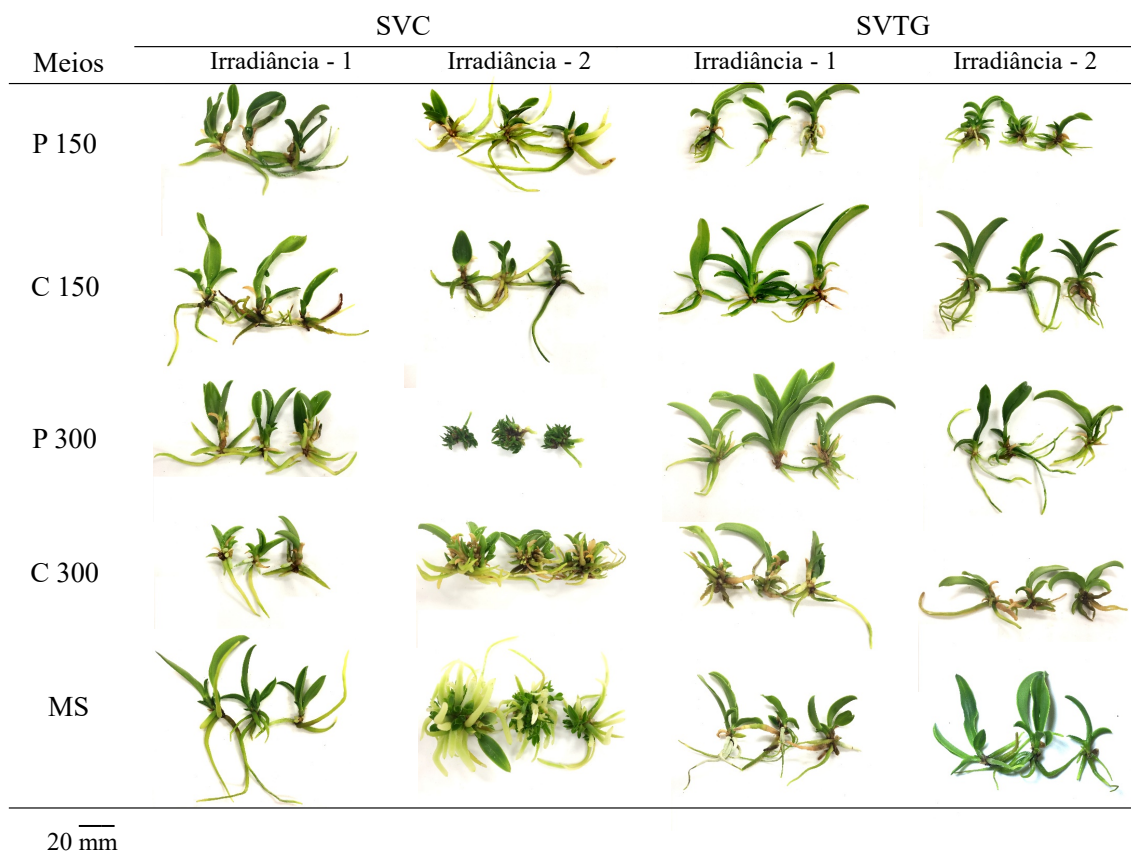 SVC SVTG
Meios Irradiância - 1 Irradiância - 2 Irradiância - 1 Irradiância - 2
P 150
C 150
P 300
C 300
MS
20 mm